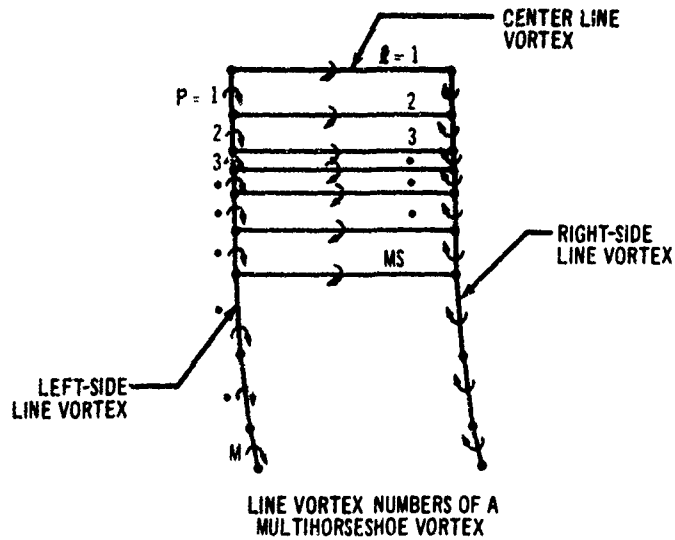 CENTER LINE
VORTEX
ℓ = 1
P = 1
2
2
3
3
MS
RIGHT-SIDE
LINE VORTEX
LEFT-SIDE
LINE VORTEX
M
LINE VORTEX NUMBERS OF A
MULTIHORSESHOE VORTEX